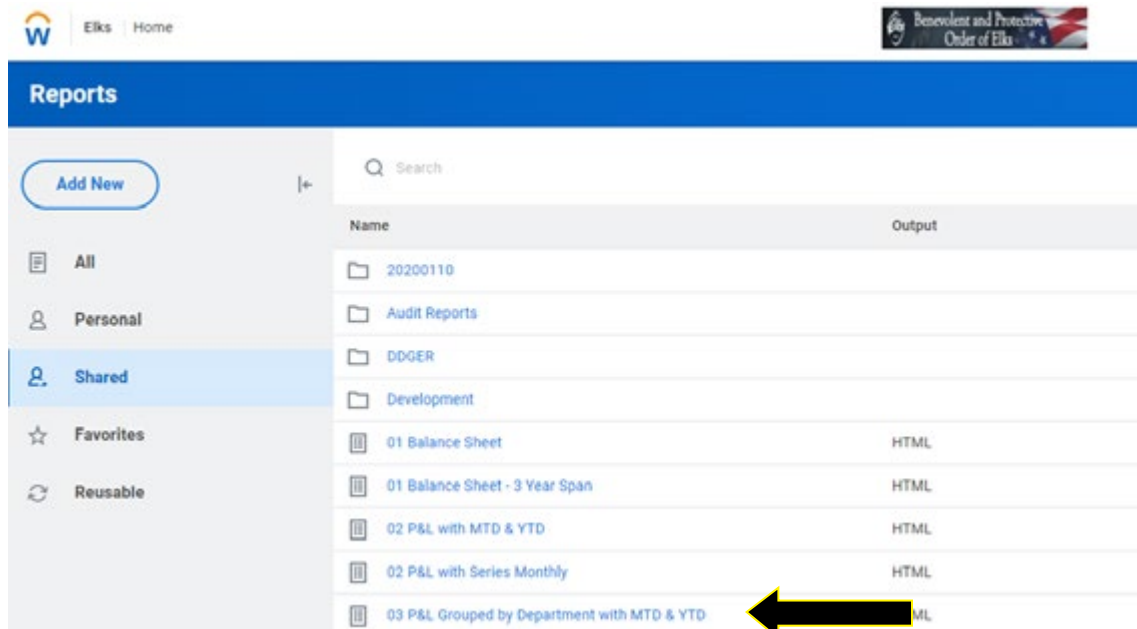 Elks Home
Benevolent and Protective
Order of Elks
Reports
Add New
Search
Name Output
All
20200110
Personal
Audit Reports
Shared
DDGER
Development
Favorites
01 Balance Sheet HTML
Reusable
01 Balance Sheet - 3 Year Span HTML
02 P&L with MTD & YTD HTML
02 P&L with Series Monthly HTML
03 P&L Grouped by Department with MTD & YTD ML